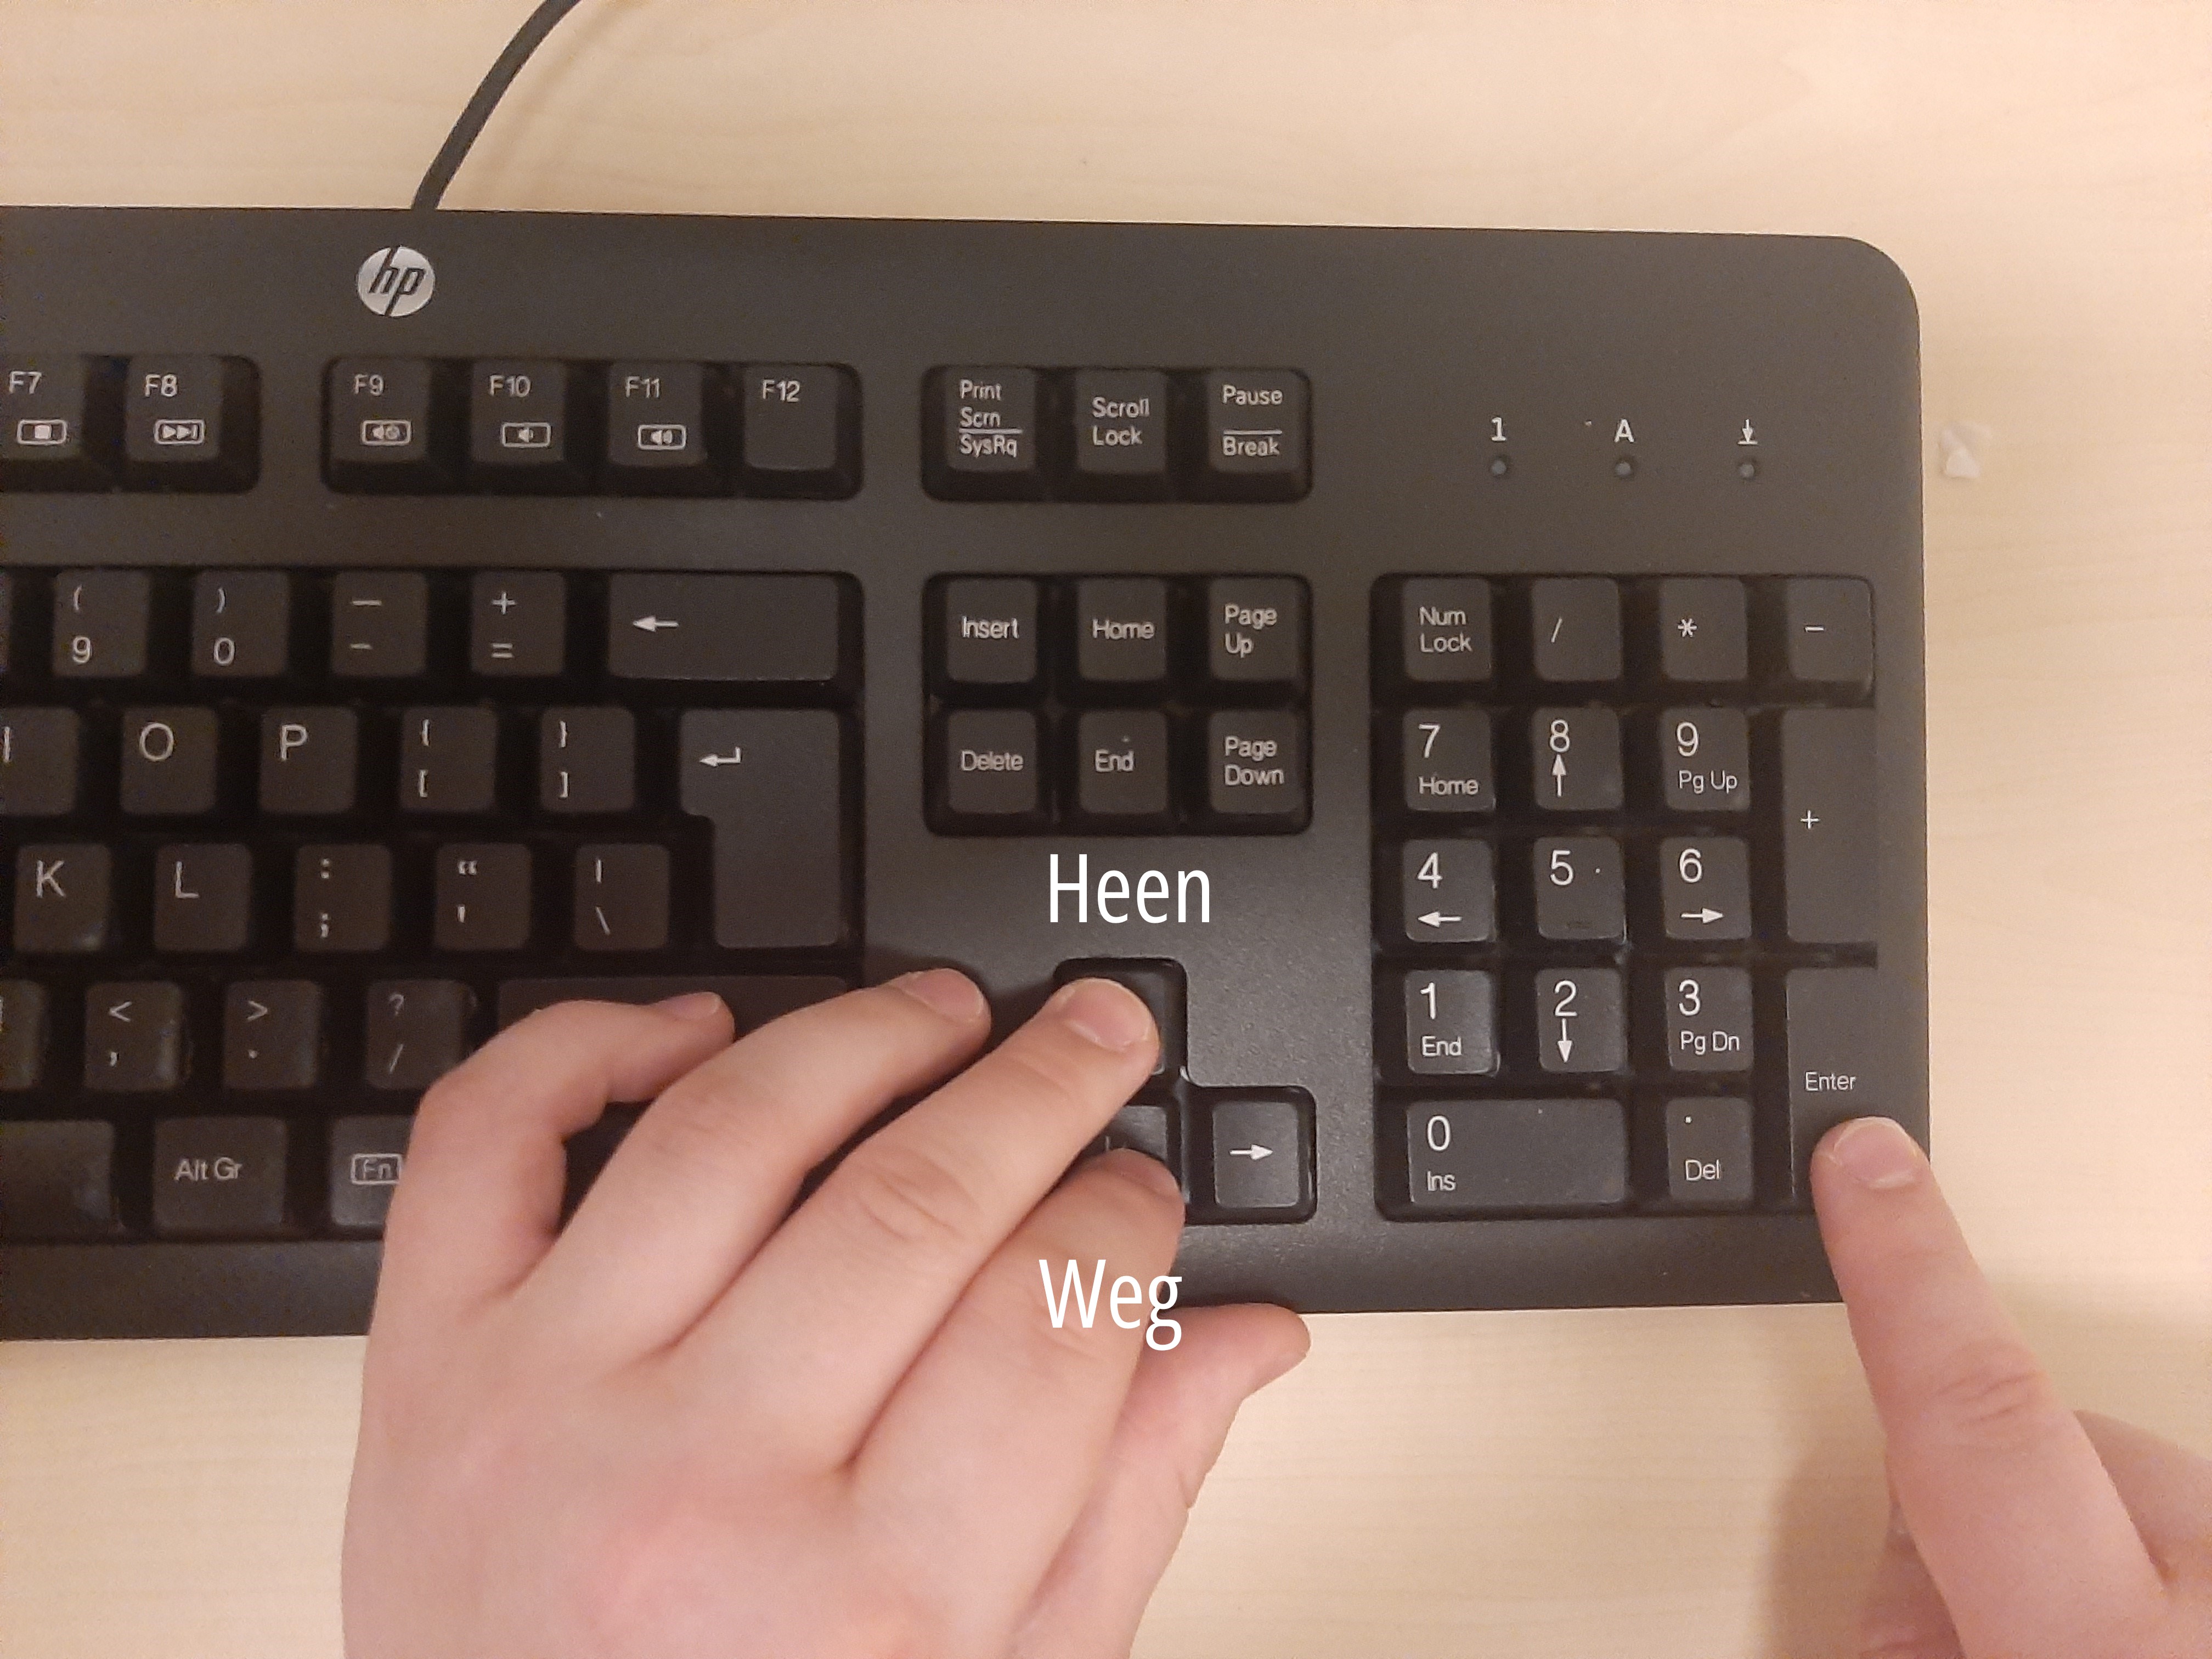 hp
F7 F8 F9 F10 F11 F12 Print Scrn SysRq Scroll Lock Pause Break
1 A
( 9 ) 0 — - + = ← Insert Home Page Up Num Lock / * −
I O P { [ } ] ↵ Delete End Page Down 7 Home 8 ↑ 9 Pg Up +
K L : ; “ ' | \ 4 ← 5 6 →
Heen
< , > . ? / 1 End 2 ↓ 3 Pg Dn Enter
Alt Gr Fn → 0 Ins . Del
Weg